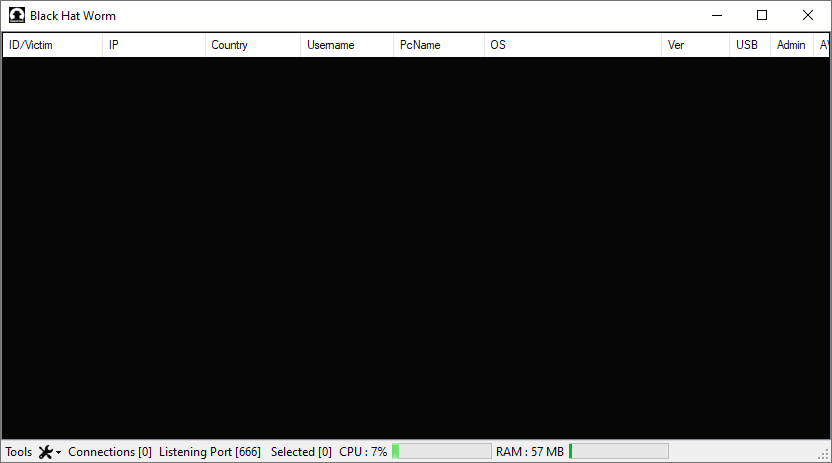 Black Hat Worm
ID/Victim IP Country Username PcName OS Ver USB Admin
Tools Connections [0] Listening Port [666] Selected [0] CPU : 7% RAM : 57 MB